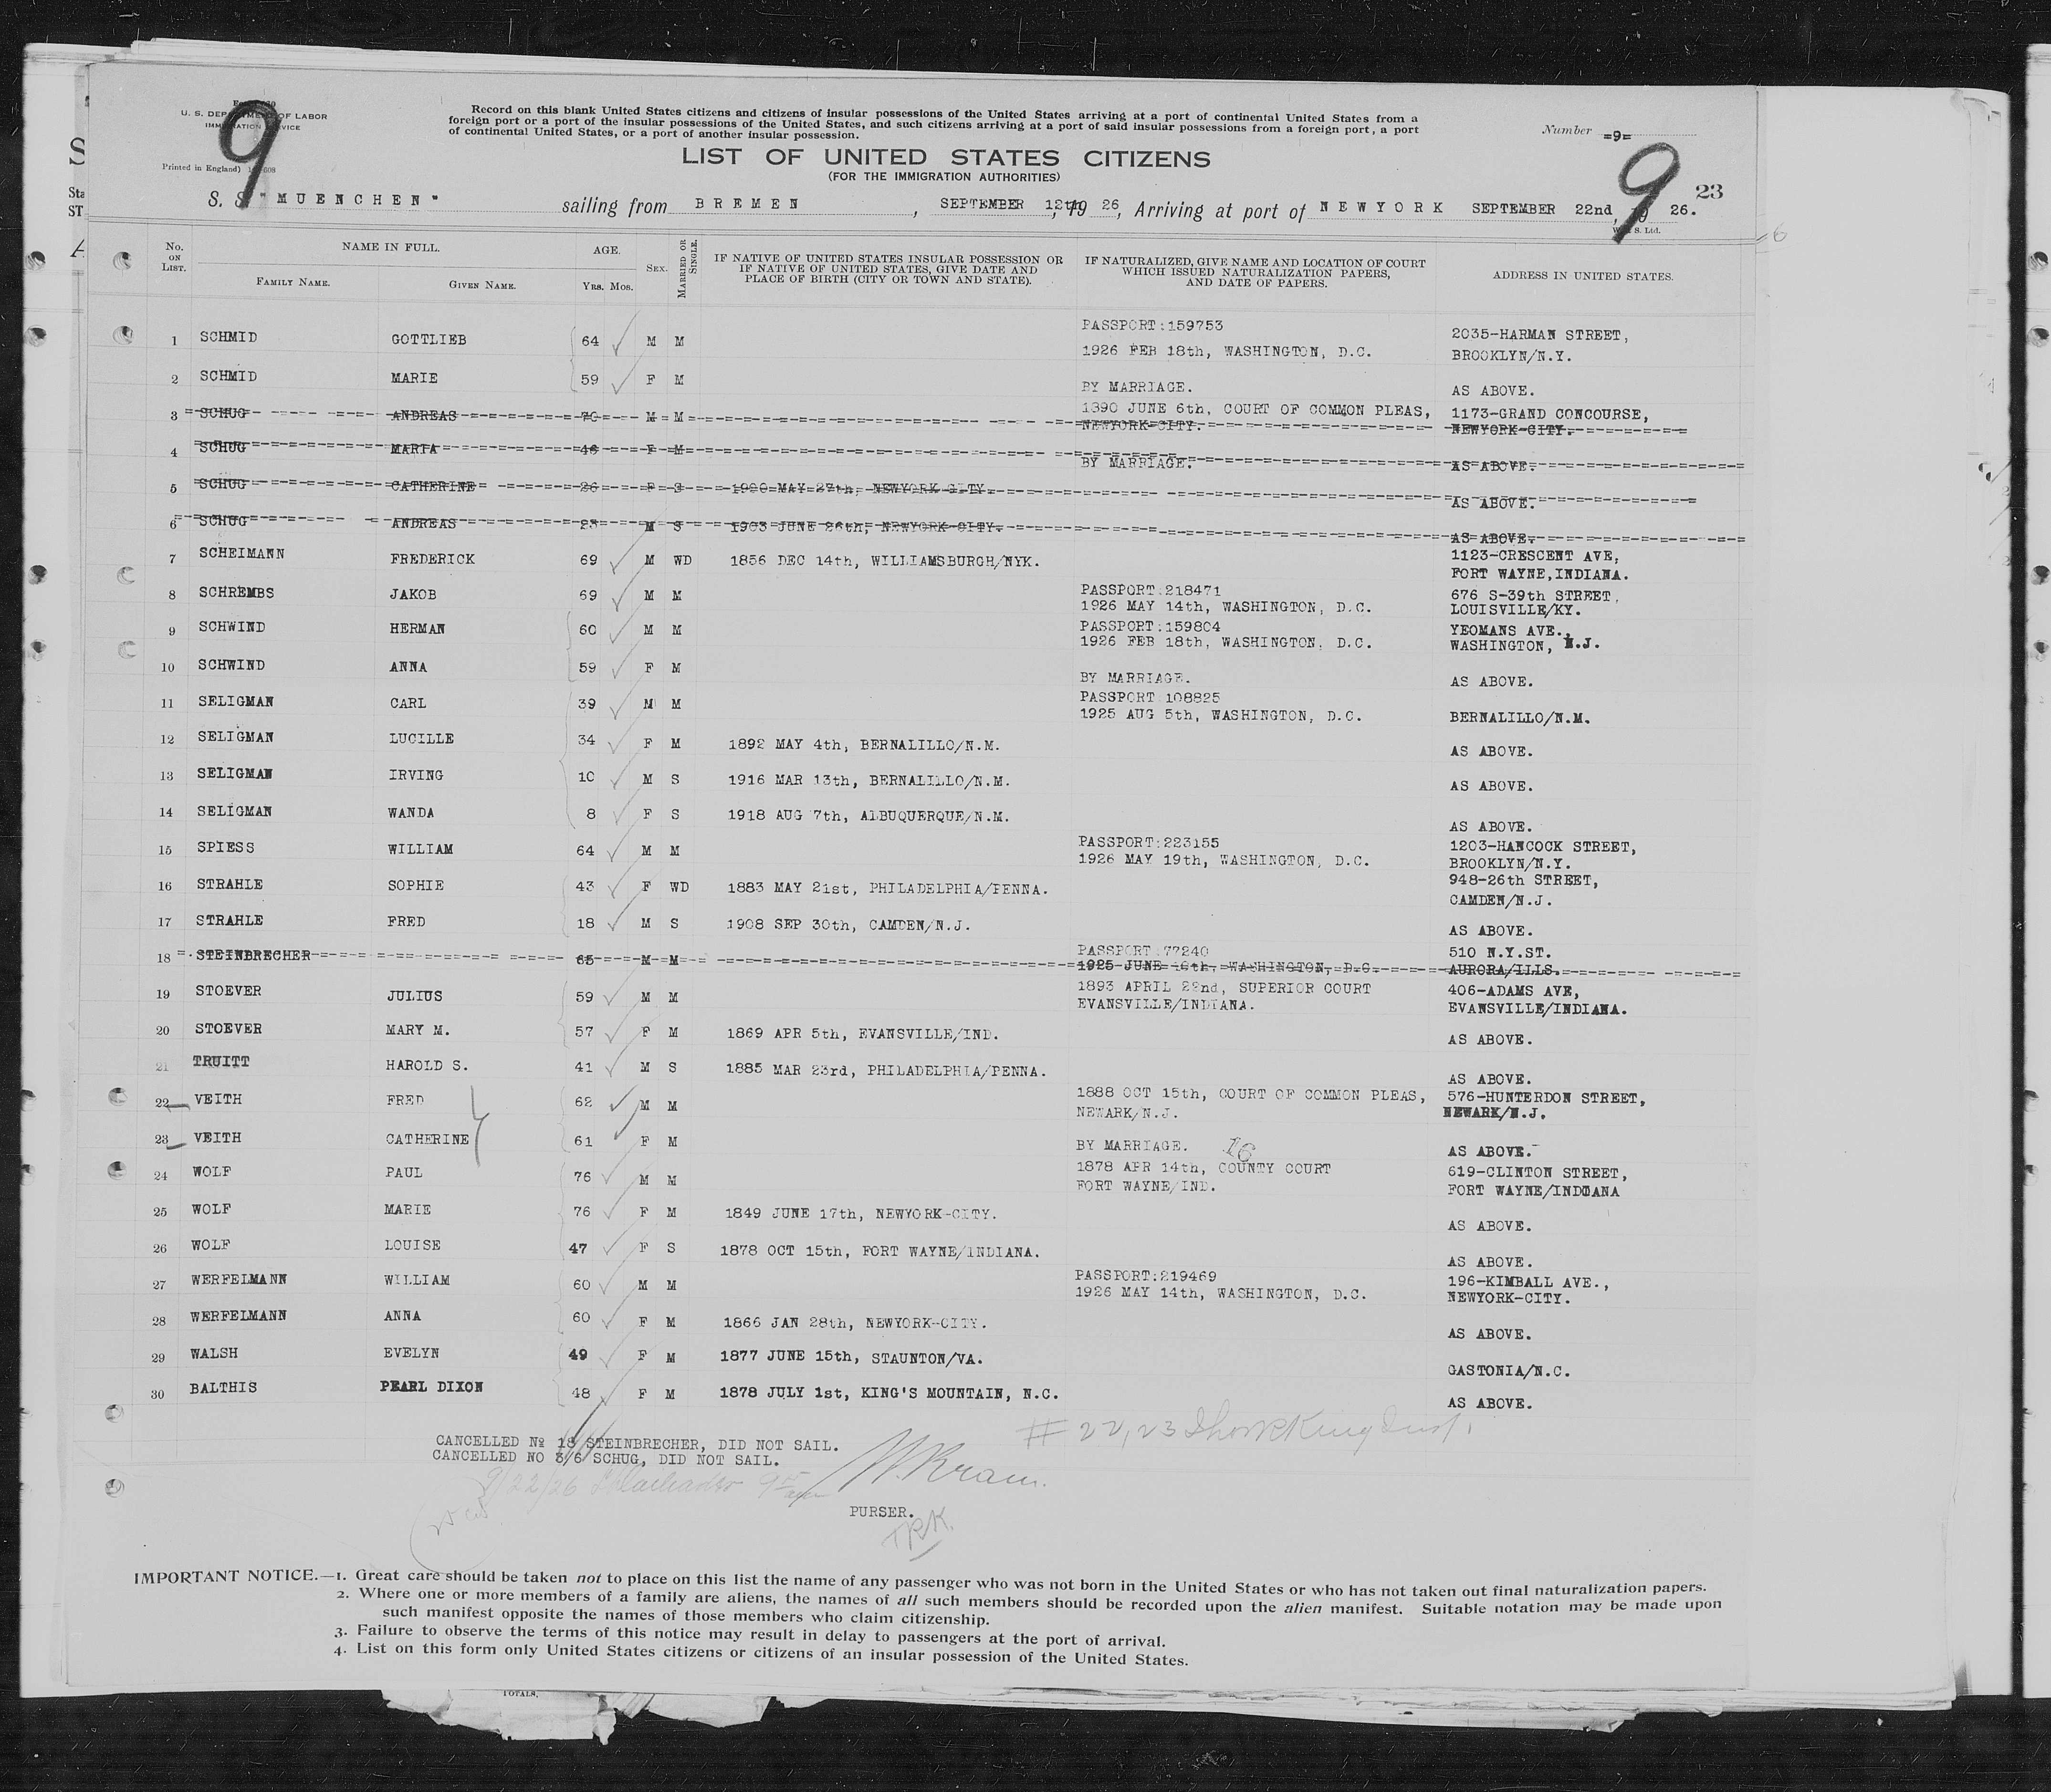 U. S. DEPARTMENT OF LABOR
IMMIGRATION SERVICE
Printed in England)
9
Record on this blank United States citizens and citizens of insular possessions of the United States arriving at a port of continental United States from a
foreign port or a port of the insular possessions of the United States, and such citizens arriving at a port of said insular possessions from a foreign port, a port
of continental United States, or a port of another insular possession.
Number =9=
LIST OF UNITED STATES CITIZENS
(FOR THE IMMIGRATION AUTHORITIES)
9 23
S. S. "MUENCHEN" sailing from BREMEN, SEPTEMBER 12th, 19 26, Arriving at port of NEWYORK SEPTEMBER 22nd, 19 26.
W. & S. Ltd.
No. ON LIST. NAME IN FULL. FAMILY NAME. GIVEN NAME. AGE. YRS. MOS. SEX. MARRIED OR SINGLE. IF NATIVE OF UNITED STATES INSULAR POSSESSION OR IF NATIVE OF UNITED STATES, GIVE DATE AND PLACE OF BIRTH (CITY OR TOWN AND STATE). IF NATURALIZED, GIVE NAME AND LOCATION OF COURT WHICH ISSUED NATURALIZATION PAPERS, AND DATE OF PAPERS. ADDRESS IN UNITED STATES.
1 SCHMID GOTTLIEB 64 M M PASSPORT:159753 1926 FEB 18th, WASHINGTON, D.C. 2035-HARMAN STREET, BROOKLYN/N.Y.
2 SCHMID MARIE 59 F M BY MARRIAGE. AS ABOVE.
3 SCHUG ANDREAS 70 M M 1890 JUNE 6th, COURT OF COMMON PLEAS, NEWYORK-CITY. 1173-GRAND CONCOURSE, NEWYORK-CITY.
4 SCHUG MARIA 46 F M BY MARRIAGE. AS ABOVE.
5 SCHUG CATHERINE 26 F S 1900 MAY 27th, NEWYORK CITY. AS ABOVE.
6 SCHUG ANDREAS 23 M S 1903 JUNE 26th, NEWYORK-CITY. AS ABOVE.
7 SCHEIMANN FREDERICK 69 M WD 1856 DEC 14th, WILLIAMSBURGH/NYK. 1123-CRESCENT AVE, FORT WAYNE, INDIANA.
8 SCHREMBS JAKOB 69 M M PASSPORT:218471 1926 MAY 14th, WASHINGTON, D.C. 676 S-39th STREET, LOUISVILLE/KY.
9 SCHWIND HERMAN 60 M M PASSPORT:159804 1926 FEB 18th, WASHINGTON, D.C. YEOMANS AVE., WASHINGTON, N.J.
10 SCHWIND ANNA 59 F M BY MARRIAGE. AS ABOVE.
11 SELIGMAN CARL 39 M M PASSPORT:108825 1925 AUG 5th, WASHINGTON, D.C. BERNALILLO/N.M.
12 SELIGMAN LUCILLE 34 F M 1892 MAY 4th, BERNALILLO/N.M. AS ABOVE.
13 SELIGMAN IRVING 10 M S 1916 MAR 13th, BERNALILLO/N.M. AS ABOVE.
14 SELIGMAN WANDA 8 F S 1918 AUG 7th, ALBUQUERQUE/N.M. AS ABOVE.
15 SPIESS WILLIAM 64 M M PASSPORT:223155 1926 MAY 19th, WASHINGTON, D.C. 1203-HANCOCK STREET, BROOKLYN/N.Y.
16 STRAHLE SOPHIE 43 F WD 1883 MAY 21st, PHILADELPHIA/PENNA. 948-26th STREET, CAMDEN/N.J.
17 STRAHLE FRED 18 M S 1908 SEP 30th, CAMDEN/N.J. AS ABOVE.
18 STEINBRECHER 65 M M PASSPORT:77240 1925 JUNE WASHINGTON, D.C. 510 N.Y.ST. AURORA/ILLS.
19 STOEVER JULIUS 59 M M 1893 APRIL 22nd, SUPERIOR COURT EVANSVILLE/INDIANA. 406-ADAMS AVE, EVANSVILLE/INDIANA.
20 STOEVER MARY M. 57 F M 1869 APR 5th, EVANSVILLE/IND. AS ABOVE.
21 TRUITT HAROLD S. 41 M S 1885 MAR 23rd, PHILADELPHIA/PENNA. AS ABOVE.
22 VEITH FRED 62 M M 1888 OCT 15th, COURT OF COMMON PLEAS, NEWARK/N.J. 576-HUNTERDON STREET, NEWARK/N.J.
23 VEITH CATHERINE 61 F M BY MARRIAGE. 16 AS ABOVE.
24 WOLF PAUL 76 M M 1878 APR 14th, COUNTY COURT FORT WAYNE/IND. 619-CLINTON STREET, FORT WAYNE/INDIANA
25 WOLF MARIE 76 F M 1849 JUNE 17th, NEWYORK-CITY. AS ABOVE.
26 WOLF LOUISE 47 F S 1878 OCT 15th, FORT WAYNE/INDIANA. AS ABOVE.
27 WERFELMANN WILLIAM 60 M M PASSPORT:219469 1926 MAY 14th, WASHINGTON, D.C. 196-KIMBALL AVE., NEWYORK-CITY.
28 WERFELMANN ANNA 60 F M 1866 JAN 28th, NEWYORK-CITY. AS ABOVE.
29 WALSH EVELYN 49 F M 1877 JUNE 15th, STAUNTON/VA. GASTONIA/N.C.
30 BALTHIS PEARL DIXON 48 F M 1878 JULY 1st, KING'S MOUNTAIN, N.C. AS ABOVE.
# 22, 23
CANCELLED No 18 STEINBRECHER, DID NOT SAIL.
CANCELLED NO 3/6 SCHUG, DID NOT SAIL.
9/22/26
PURSER.
IMPORTANT NOTICE.—1. Great care should be taken not to place on this list the name of any passenger who was not born in the United States or who has not taken out final naturalization papers.
2. Where one or more members of a family are aliens, the names of all such members should be recorded upon the alien manifest. Suitable notation may be made upon
such manifest opposite the names of those members who claim citizenship.
3. Failure to observe the terms of this notice may result in delay to passengers at the port of arrival.
4. List on this form only United States citizens or citizens of an insular possession of the United States.
TOTALS,